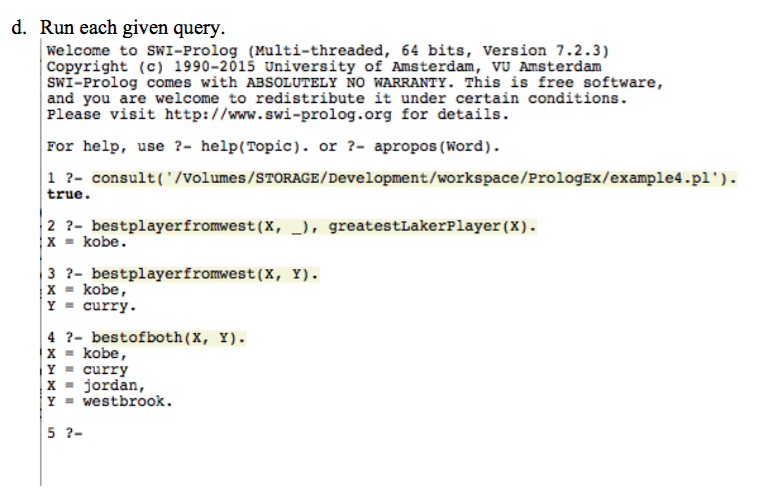 d. Run each given query.
Welcome to SWI-Prolog (Multi-threaded, 64 bits, Version 7.2.3)
Copyright (c) 1990-2015 University of Amsterdam, VU Amsterdam
SWI-Prolog comes with ABSOLUTELY NO WARRANTY. This is free software,
and you are welcome to redistribute it under certain conditions.
Please visit http://www.swi-prolog.org for details.
For help, use ?- help(Topic). or ?- apropos(Word).
1 ?- consult('/Volumes/STORAGE/Development/workspace/PrologEx/example4.pl').
true.
2 ?- bestplayerfromwest(X, _), greatestLakerPlayer(X).
X = kobe.
3 ?- bestplayerfromwest(X, Y).
X = kobe,
Y = curry.
4 ?- bestofboth(X, Y).
X = kobe,
Y = curry
X = jordan,
Y = westbrook.
5 ?-